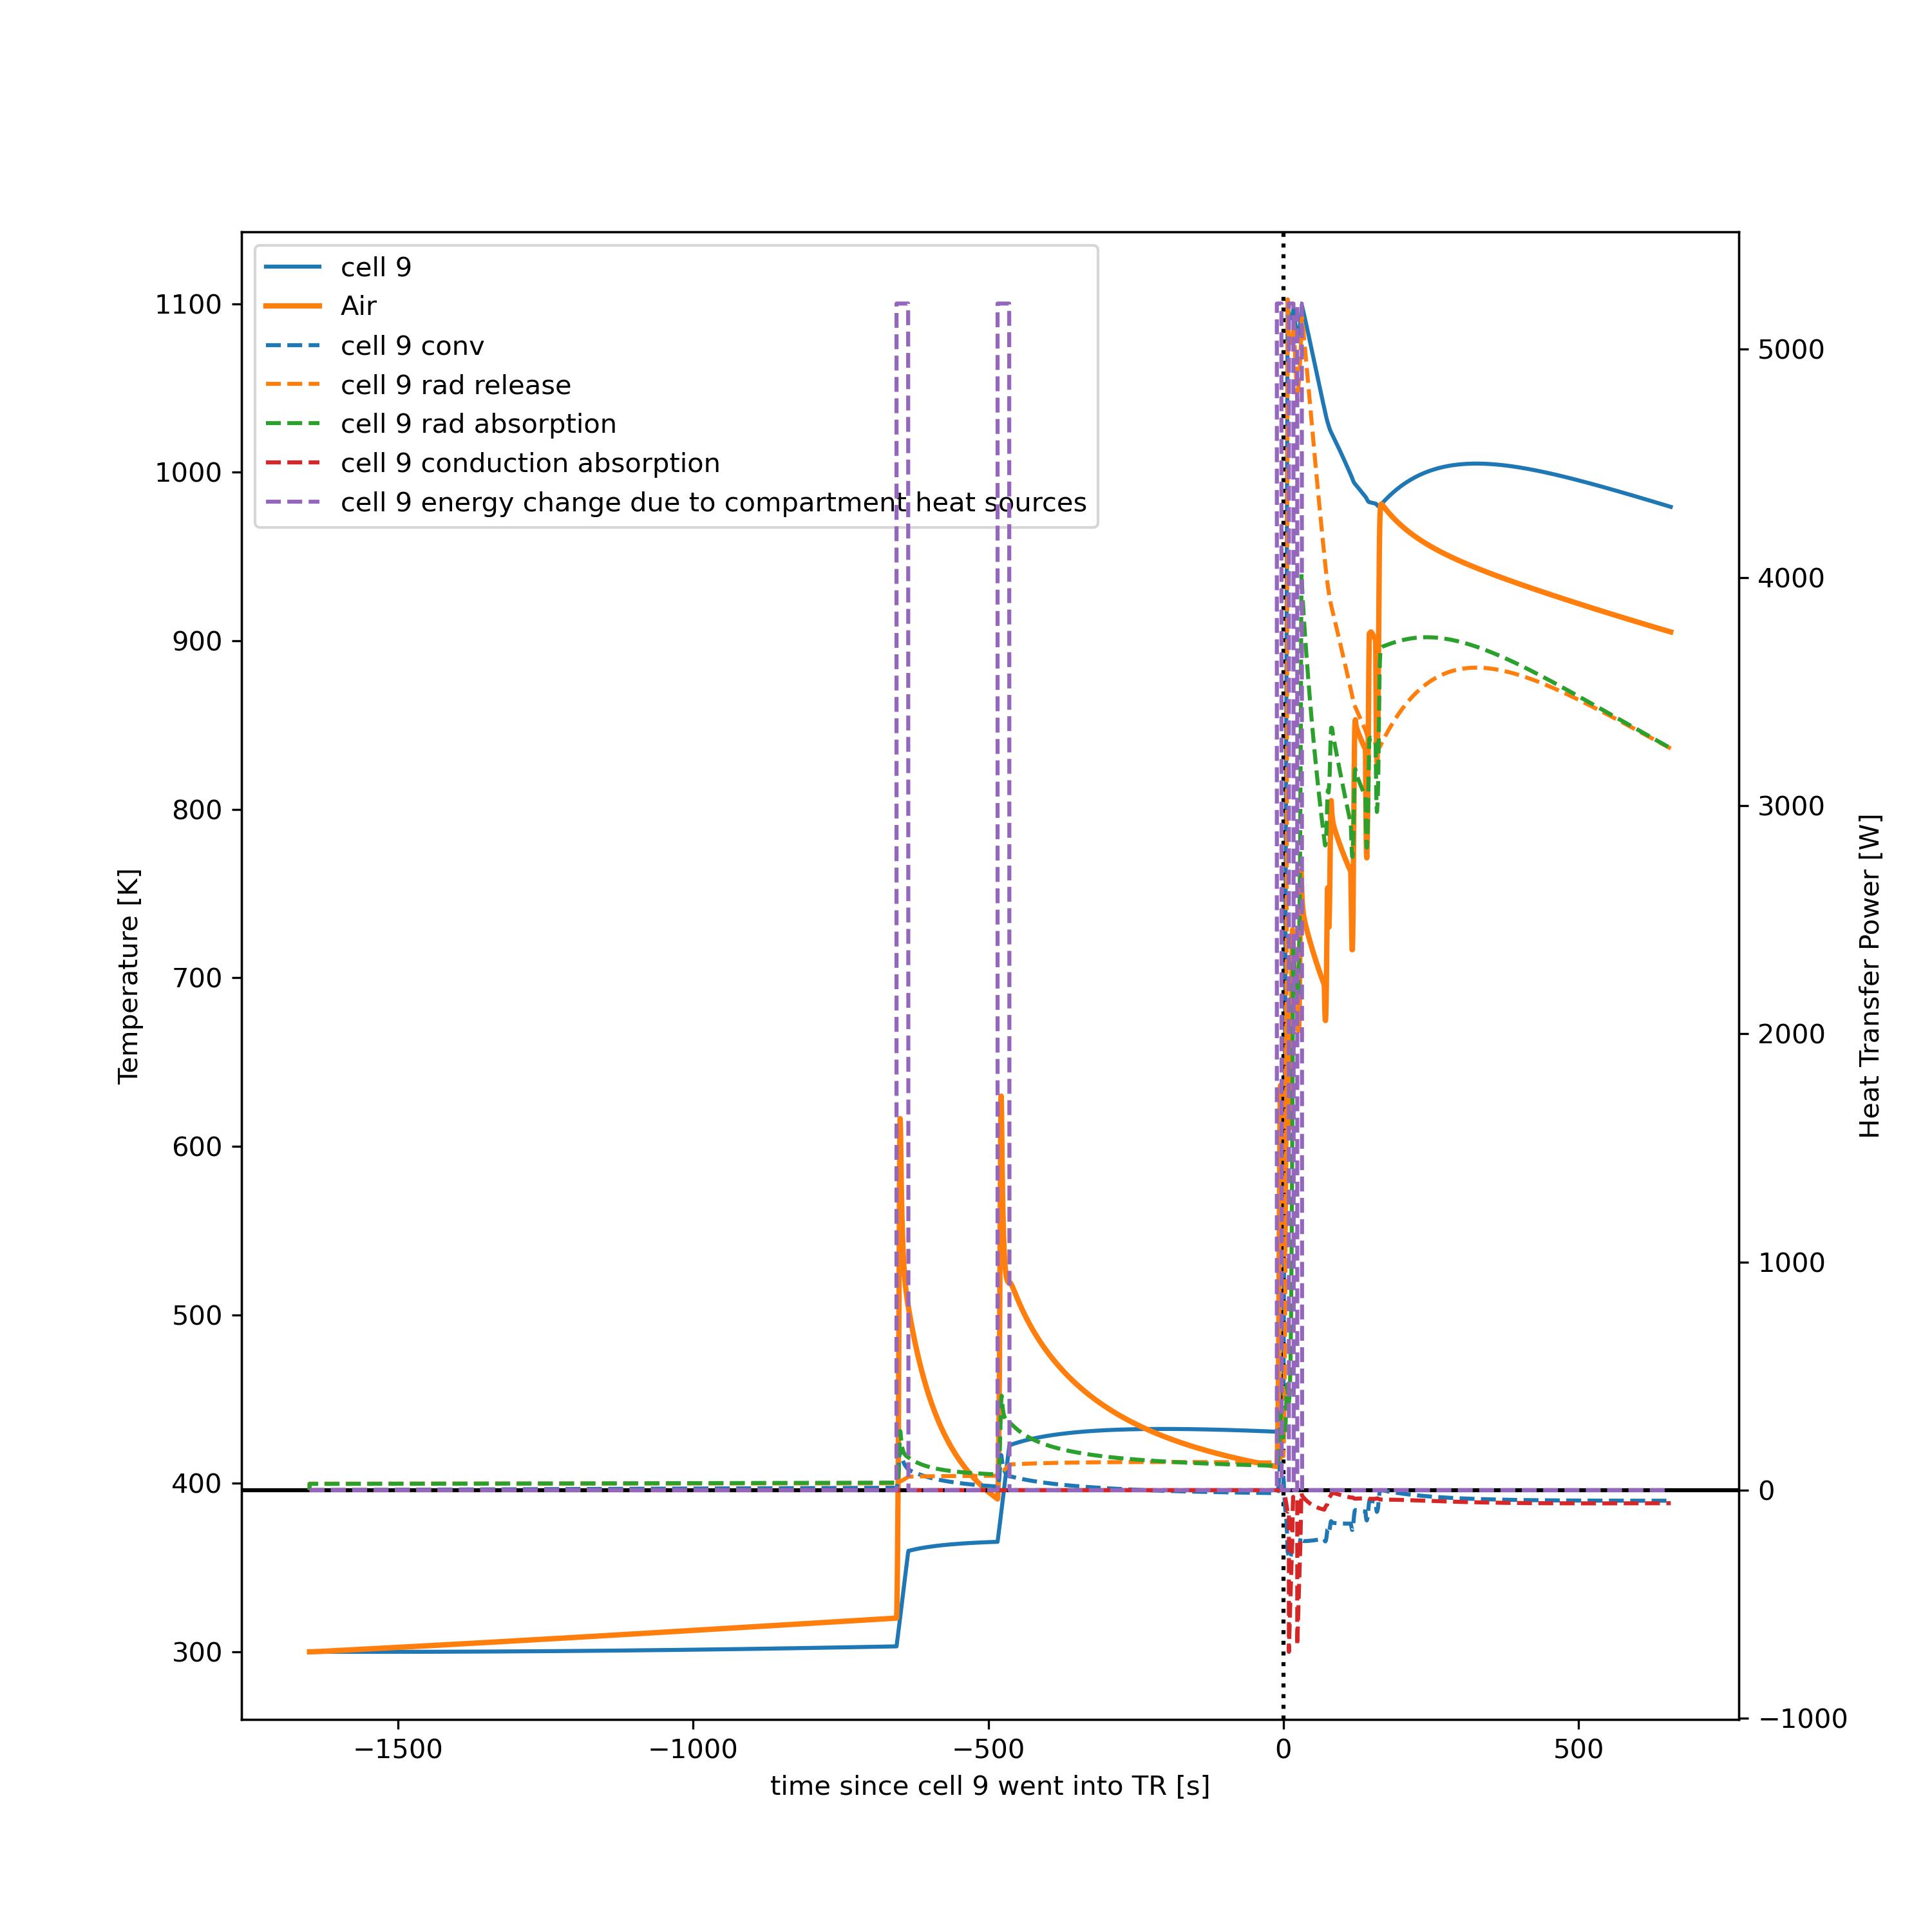 cell 9
Air
cell 9 conv
cell 9 rad release
cell 9 rad absorption
cell 9 conduction absorption
cell 9 energy change due to compartment heat sources
1100
1000
900
800
700
600
500
400
300
Temperature [K]
5000
4000
3000
2000
1000
0
−1000
Heat Transfer Power [W]
−1500 −1000 −500 0 500
time since cell 9 went into TR [s]